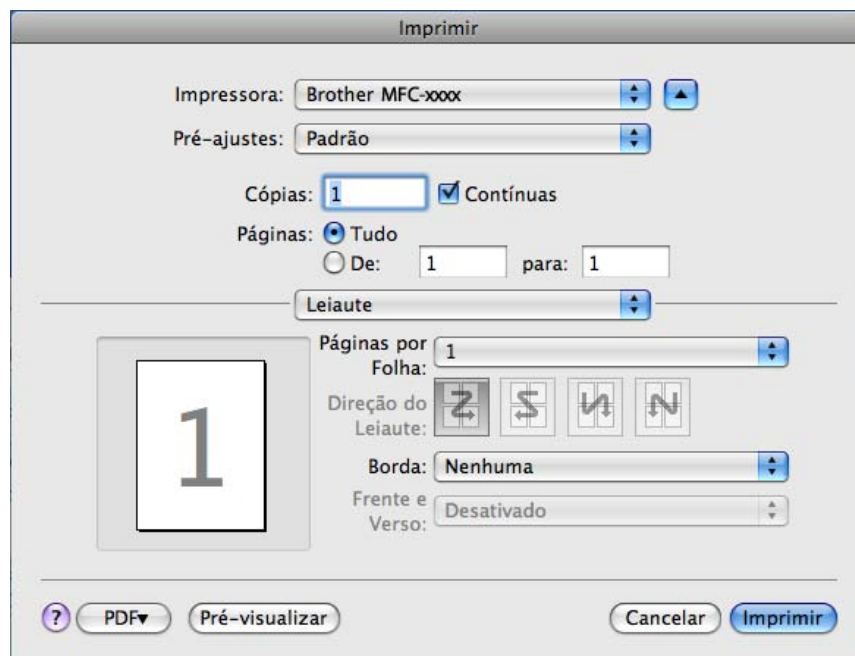 Imprimir
Impressora: Brother MFC-xxxx
Pré-ajustes: Padrão
Cópias: 1 Contínuas
Páginas: Tudo
De: 1 para: 1
Leiaute
Páginas por Folha: 1
1
Direção do Leiaute:
Borda: Nenhuma
Frente e Verso: Desativado
? PDF▾ Pré-visualizar Cancelar Imprimir